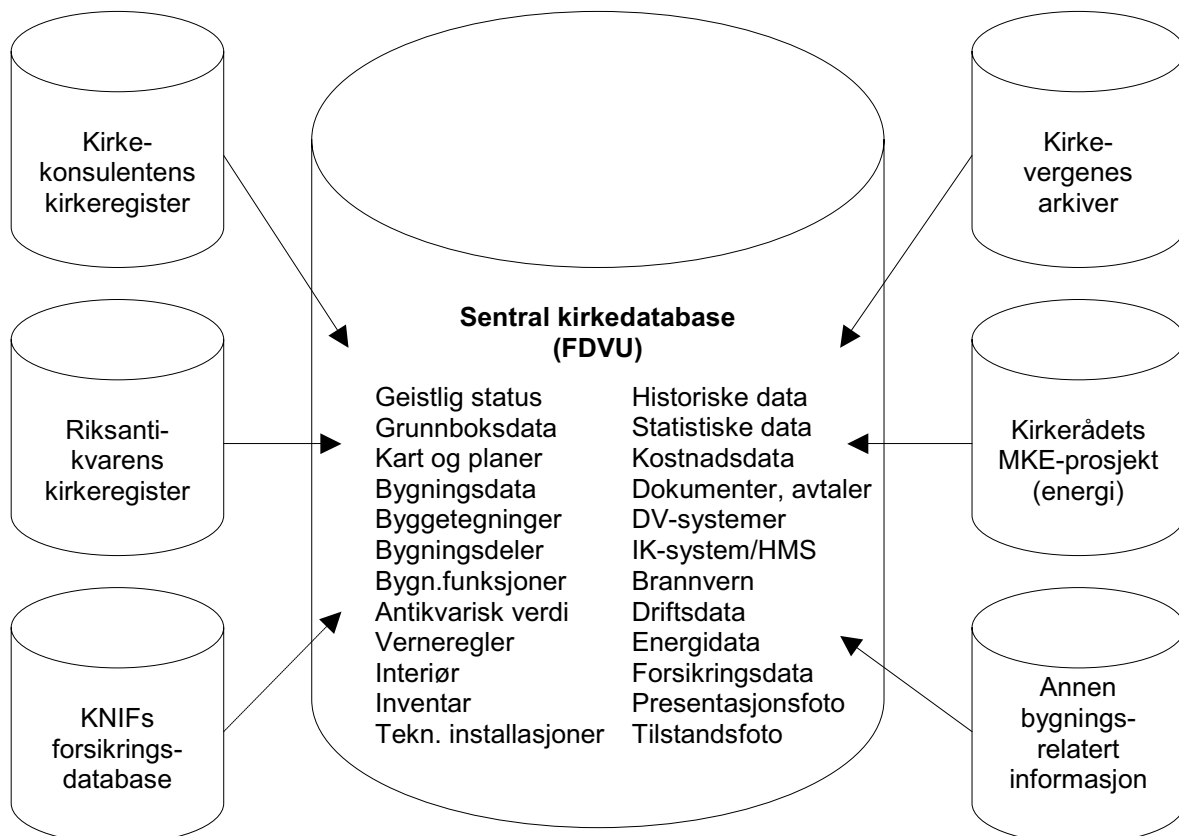 Kirke-
konsulentens
kirkeregister
Riksanti-
kvarens
kirkeregister
KNIFs
forsikrings-
database
Sentral kirkedatabase
(FDVU)
Geistlig status
Grunnboksdata
Kart og planer
Bygningsdata
Byggetegninger
Bygningsdeler
Bygn.funksjoner
Antikvarisk verdi
Verneregler
Interiør
Inventar
Tekn. installasjoner
Historiske data
Statistiske data
Kostnadsdata
Dokumenter, avtaler
DV-systemer
IK-system/HMS
Brannvern
Driftsdata
Energidata
Forsikringsdata
Presentasjonsfoto
Tilstandsfoto
Kirke-
vergenes
arkiver
Kirkerådets
MKE-prosjekt
(energi)
Annen
bygnings-
relatert
informasjon